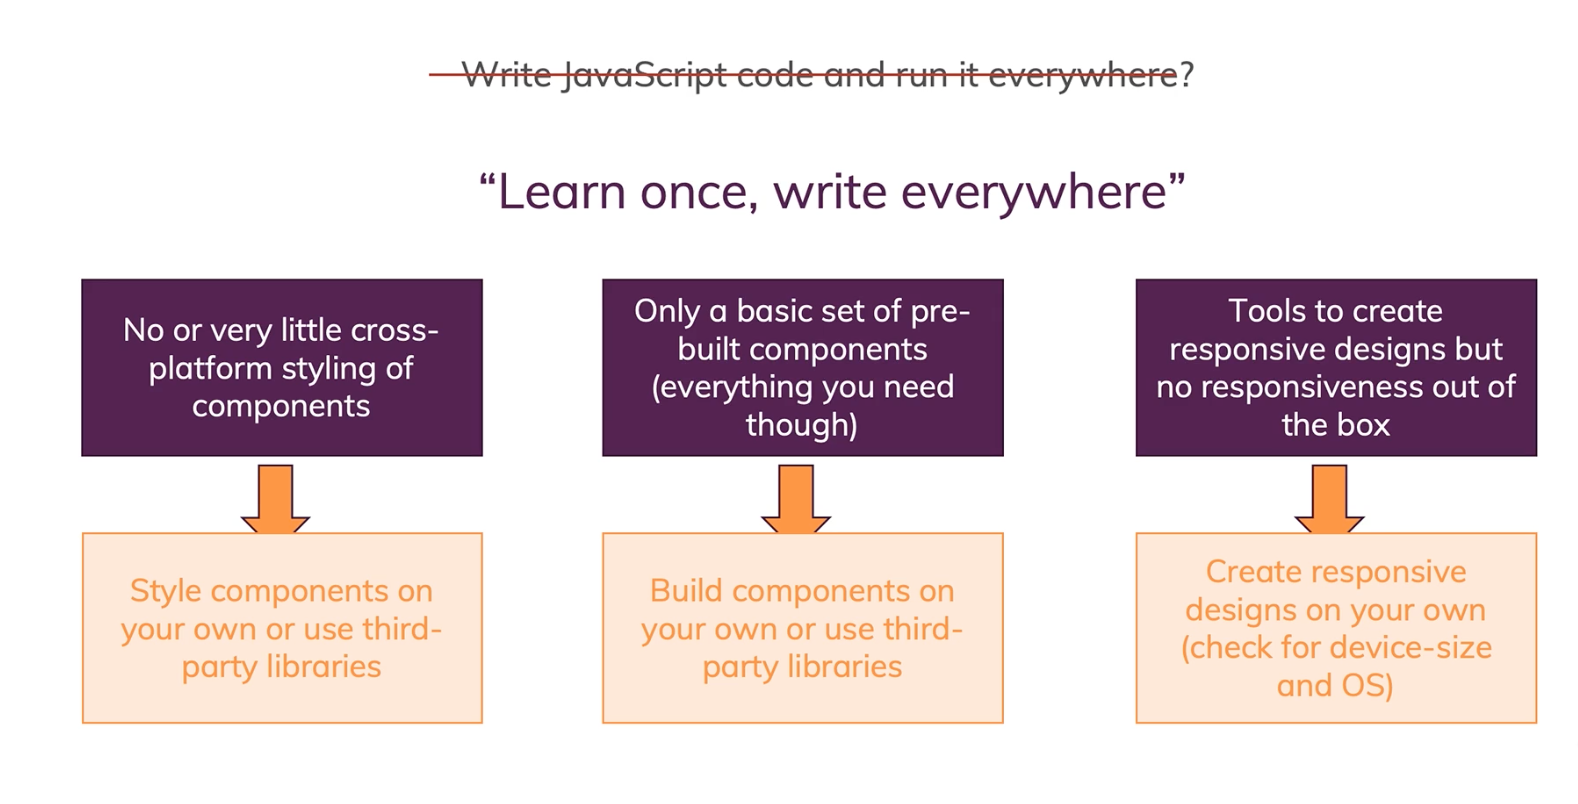 Write JavaScript code and run it everywhere?
“Learn once, write everywhere”
No or very little cross-
platform styling of
components
Only a basic set of pre-
built components
(everything you need
though)
Tools to create
responsive designs but
no responsiveness out of
the box
Style components on
your own or use third-
party libraries
Build components on
your own or use third-
party libraries
Create responsive
designs on your own
(check for device-size
and OS)